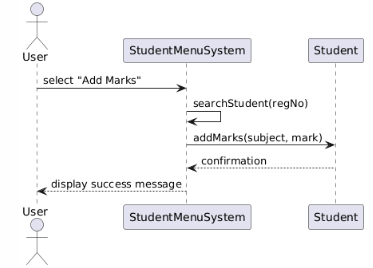 User
StudentMenuSystem
Student
select "Add Marks"
searchStudent(regNo)
addMarks(subject, mark)
confirmation
display success message
User
StudentMenuSystem
Student